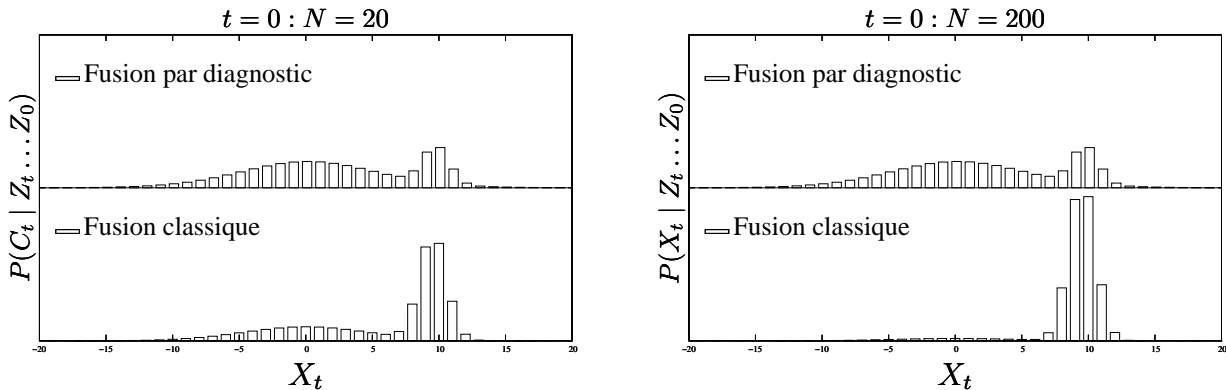 t = 0 : N = 20
Fusion par diagnostic
Fusion classique
P(C_t | Z_t … Z_0)
-20 -15 -10 -5 0 5 10 15 20
X_t
t = 0 : N = 200
Fusion par diagnostic
Fusion classique
P(X_t | Z_t … Z_0)
-20 -15 -10 -5 0 5 10 15 20
X_t